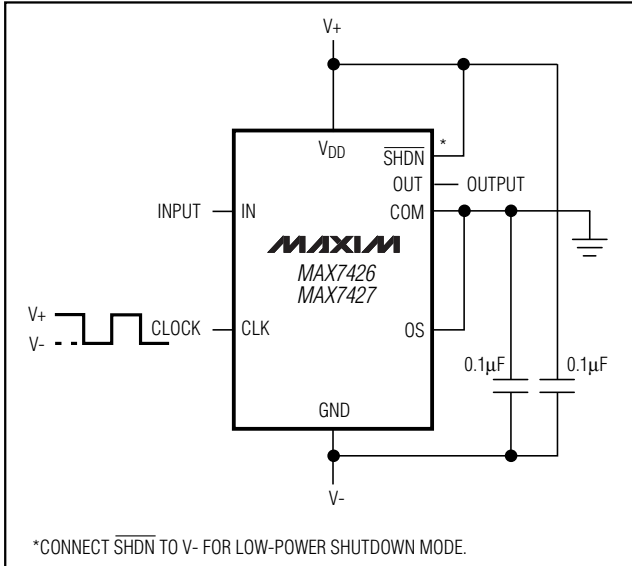 V+
VDD
SHDN
*
OUT
OUTPUT
INPUT
IN
COM
MAXIM
MAX7426
MAX7427
V+
V-
CLOCK
CLK
OS
0.1µF
0.1µF
GND
V-
*CONNECT SHDN TO V- FOR LOW-POWER SHUTDOWN MODE.